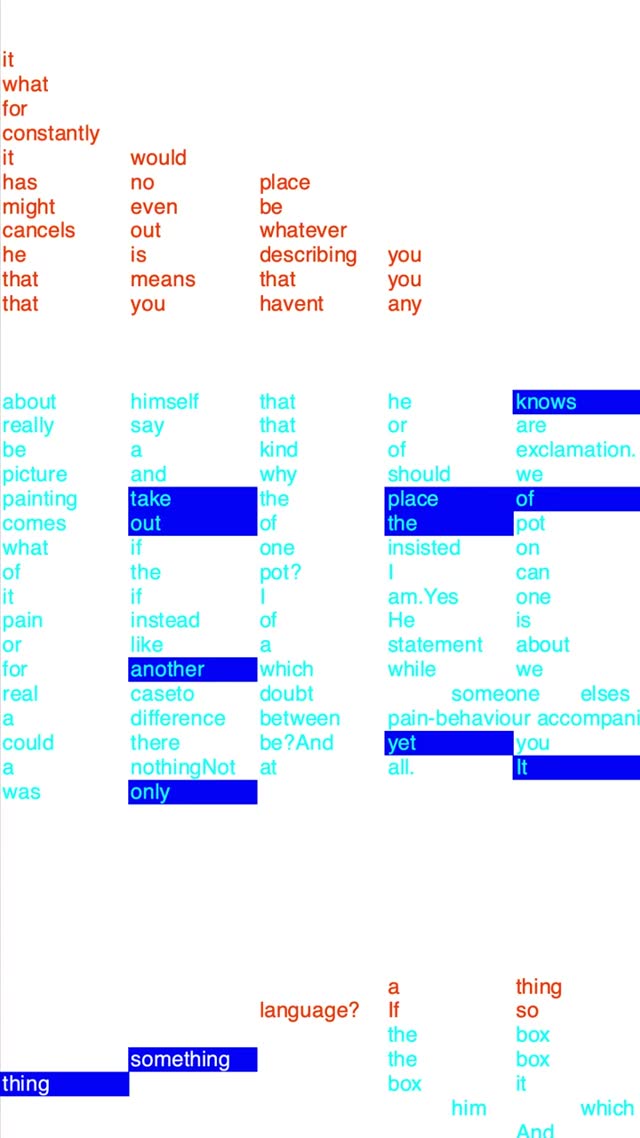 it
what
for
constantly
it would
has no place
might even be
cancels out whatever
he is describing you
that means that you
that you havent any
about himself that he knows
really say that or are
be a kind of exclamation.
picture and why should we
painting take the place of
comes out of the pot
what if one insisted on
of the pot? I can
it if I am.Yes one
pain instead of He is
or like a statement about
for another which while we
real caseto doubt someone elses
a difference between pain-behaviour accompani
could there be?And yet you
a nothingNot at all. It
was only
a thing
language? If so
the box
something the box
thing box it
him which
And